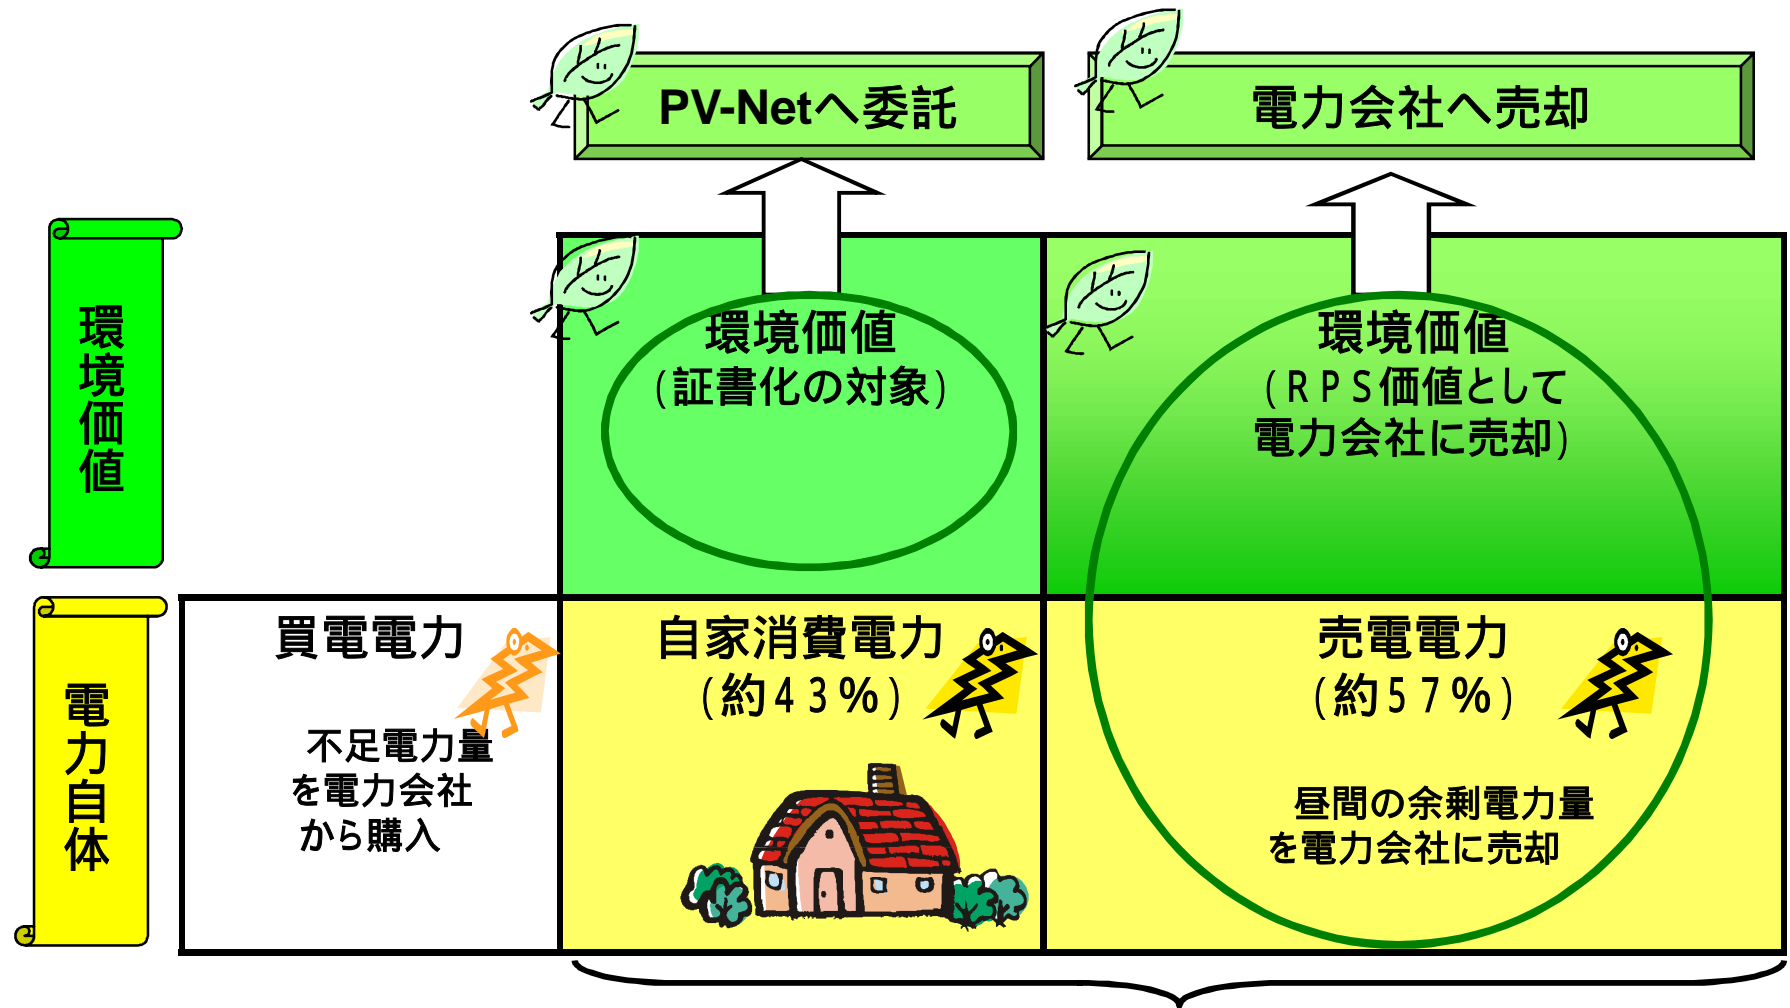 PV-Netへ委託
電力会社へ売却
環境価値
環境価値
(証書化の対象)
環境価値
(RPS価値として
電力会社に売却)
電力自体
買電電力
不足電力量
を電力会社
から購入
自家消費電力
(約43%)
売電電力
(約57%)
昼間の余剰電力量
を電力会社に売却